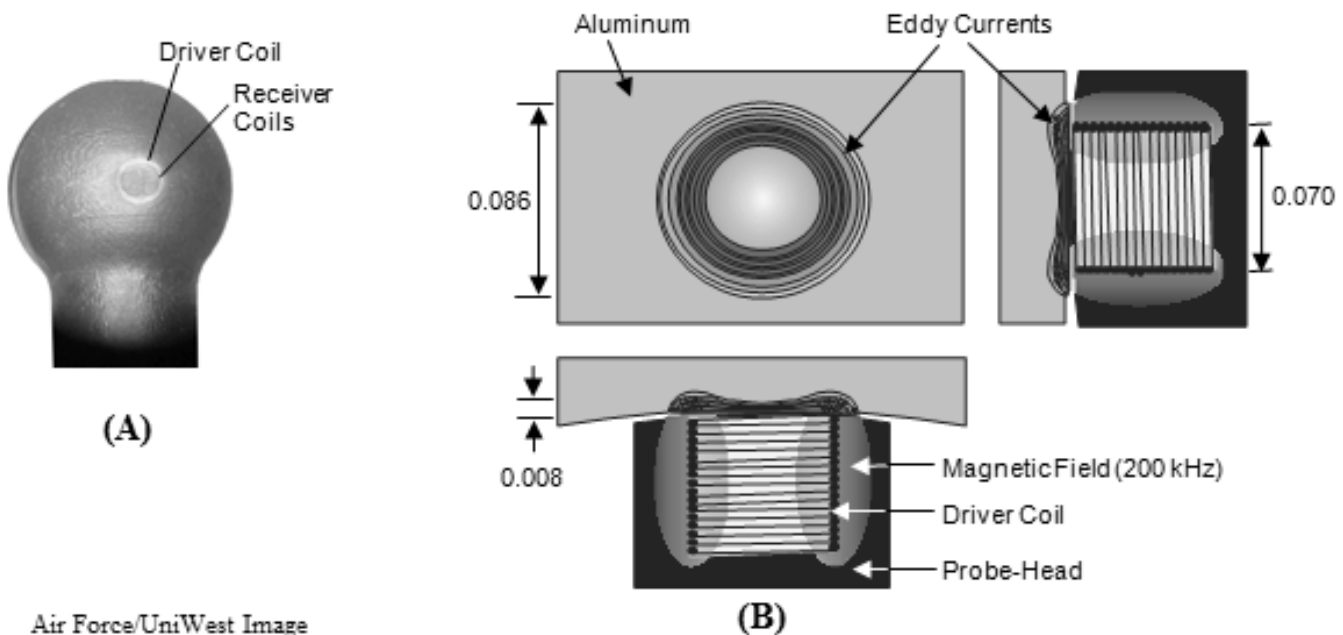 Driver Coil
Receiver
Coils
(A)
Aluminum
Eddy Currents
0.086
0.070
0.008
Magnetic Field (200 kHz)
Driver Coil
Probe-Head
(B)
Air Force/UniWest Image